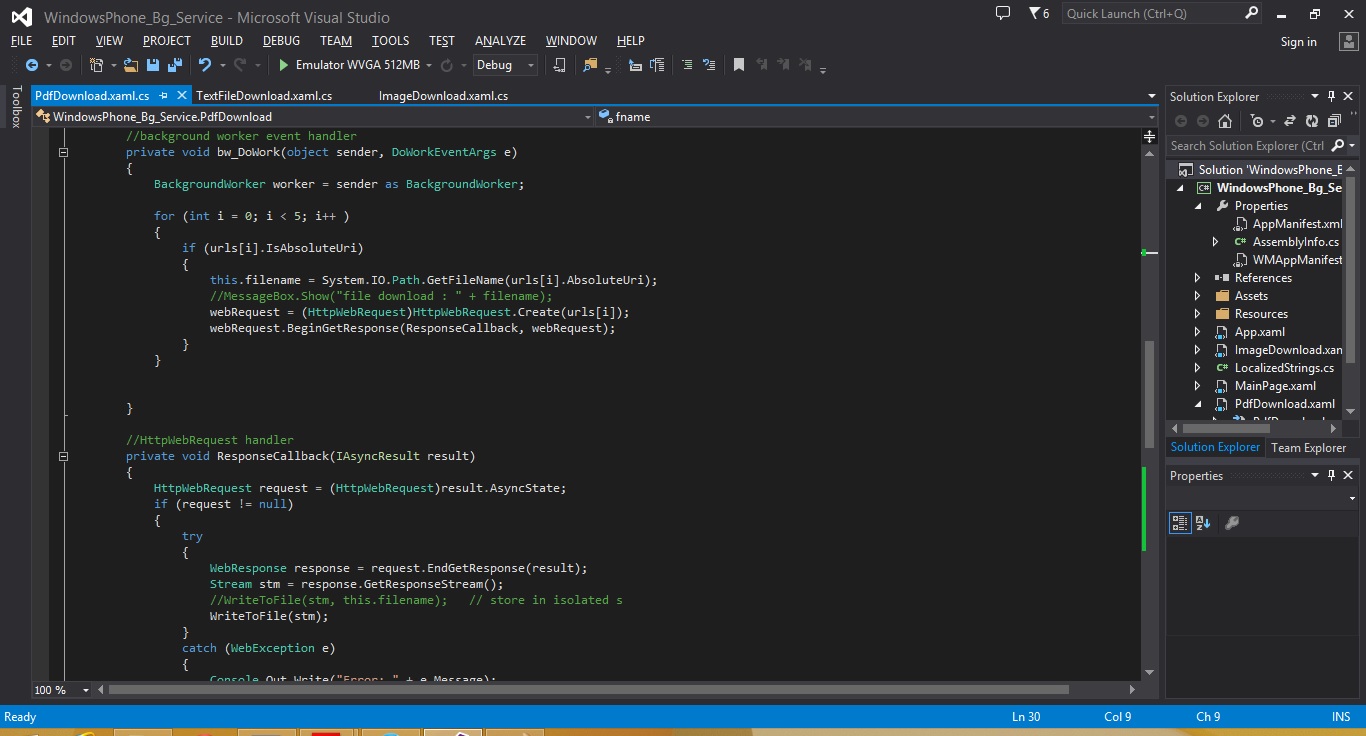 WindowsPhone_Bg_Service - Microsoft Visual Studio
6
Quick Launch (Ctrl+Q)
FILE EDIT VIEW PROJECT BUILD DEBUG TEAM TOOLS TEST ANALYZE WINDOW HELP
Sign in
Emulator WVGA 512MB
Debug
Toolbox
PdfDownload.xaml.cs TextFileDownload.xaml.cs ImageDownload.xaml.cs
WindowsPhone_Bg_Service.PdfDownload
fname
//background worker event handler
private void bw_DoWork(object sender, DoWorkEventArgs e)
{
BackgroundWorker worker = sender as BackgroundWorker;
for (int i = 0; i < 5; i++ )
{
if (urls[i].IsAbsoluteUri)
{
this.filename = System.IO.Path.GetFileName(urls[i].AbsoluteUri);
//MessageBox.Show("file download : " + filename);
webRequest = (HttpWebRequest)HttpWebRequest.Create(urls[i]);
webRequest.BeginGetResponse(ResponseCallback, webRequest);
}
}
}
//HttpWebRequest handler
private void ResponseCallback(IAsyncResult result)
{
HttpWebRequest request = (HttpWebRequest)result.AsyncState;
if (request != null)
{
try
{
WebResponse response = request.EndGetResponse(result);
Stream stm = response.GetResponseStream();
//WriteToFile(stm, this.filename);   // store in isolated s
WriteToFile(stm);
}
catch (WebException e)
{
Console.Out.Write("Error: " + e.Message);
100 %
Solution Explorer
Search Solution Explorer (Ctrl
Solution 'WindowsPhone_E
WindowsPhone_Bg_Se
Properties
AppManifest.xml
AssemblyInfo.cs
WMAppManifest
References
Assets
Resources
App.xaml
ImageDownload.xan
LocalizedStrings.cs
MainPage.xaml
PdfDownload.xaml
Solution Explorer Team Explorer
Properties
Ready
Ln 30
Col 9
Ch 9
INS